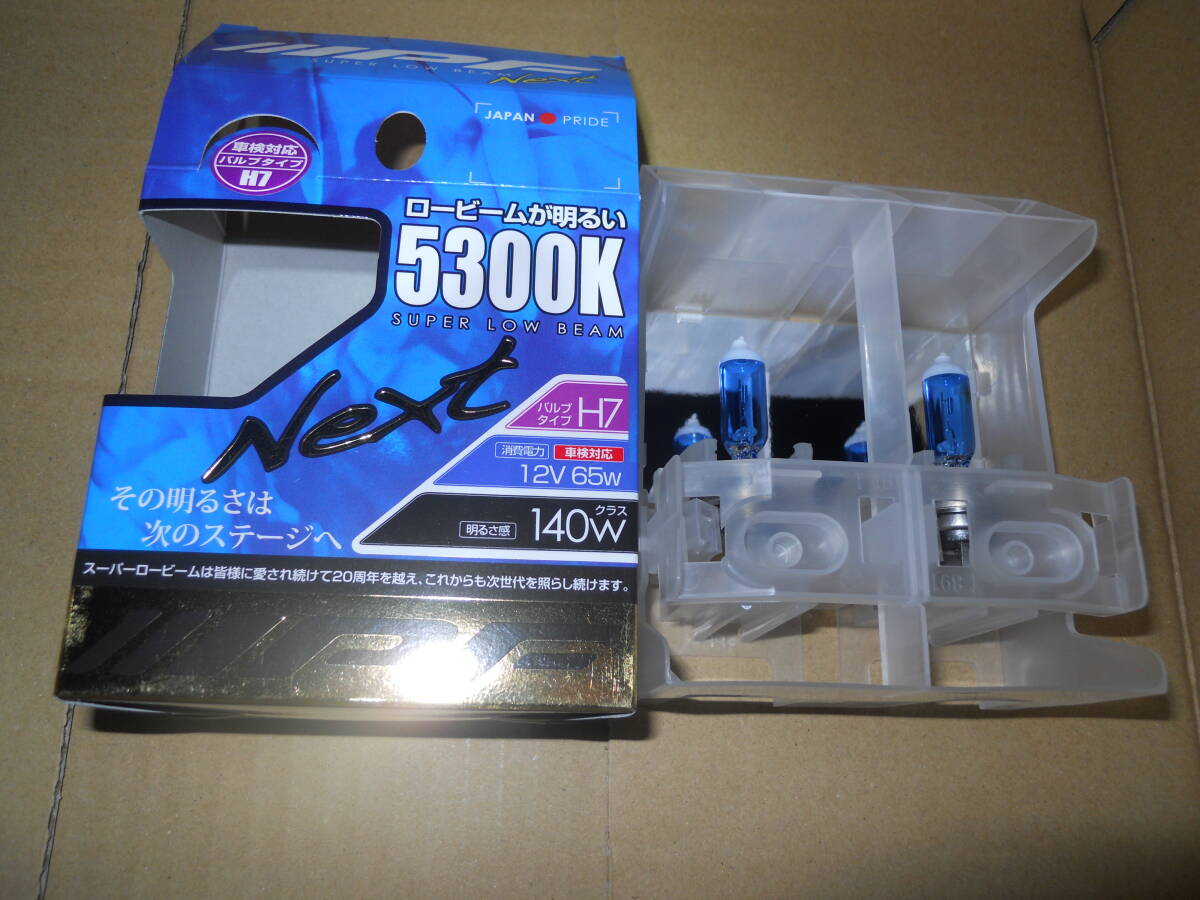 IPF
SUPER LOW BEAM
Next
JAPAN PRIDE
車検対応
バルブタイプ
H7
ロービームが明るい
5300K
SUPER LOW BEAM
Next
バルブ
タイプ H7
消費電力 車検対応
12V 65W
クラス
明るさ感 140W
その明るさは
次のステージへ
スーパーロービームは皆様に愛され続けて20周年を越え、これからも次世代を照らし続けます。
IPF
168